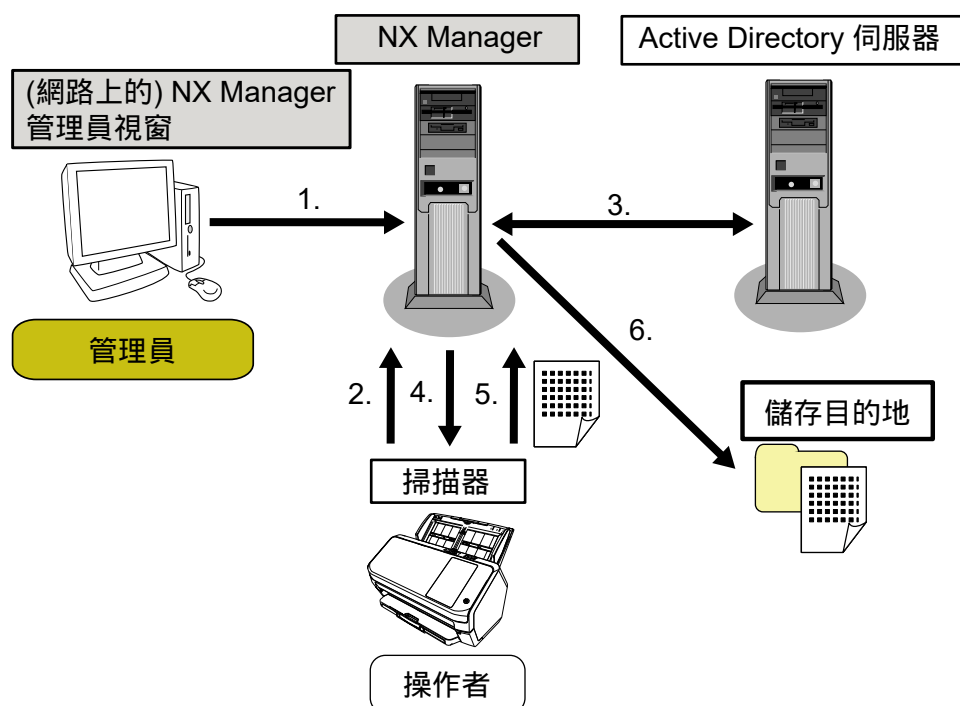 NX Manager
Active Directory 伺服器
(網路上的) NX Manager
管理員視窗
1.
3.
管理員
6.
2.
4.
5.
儲存目的地
掃描器
操作者